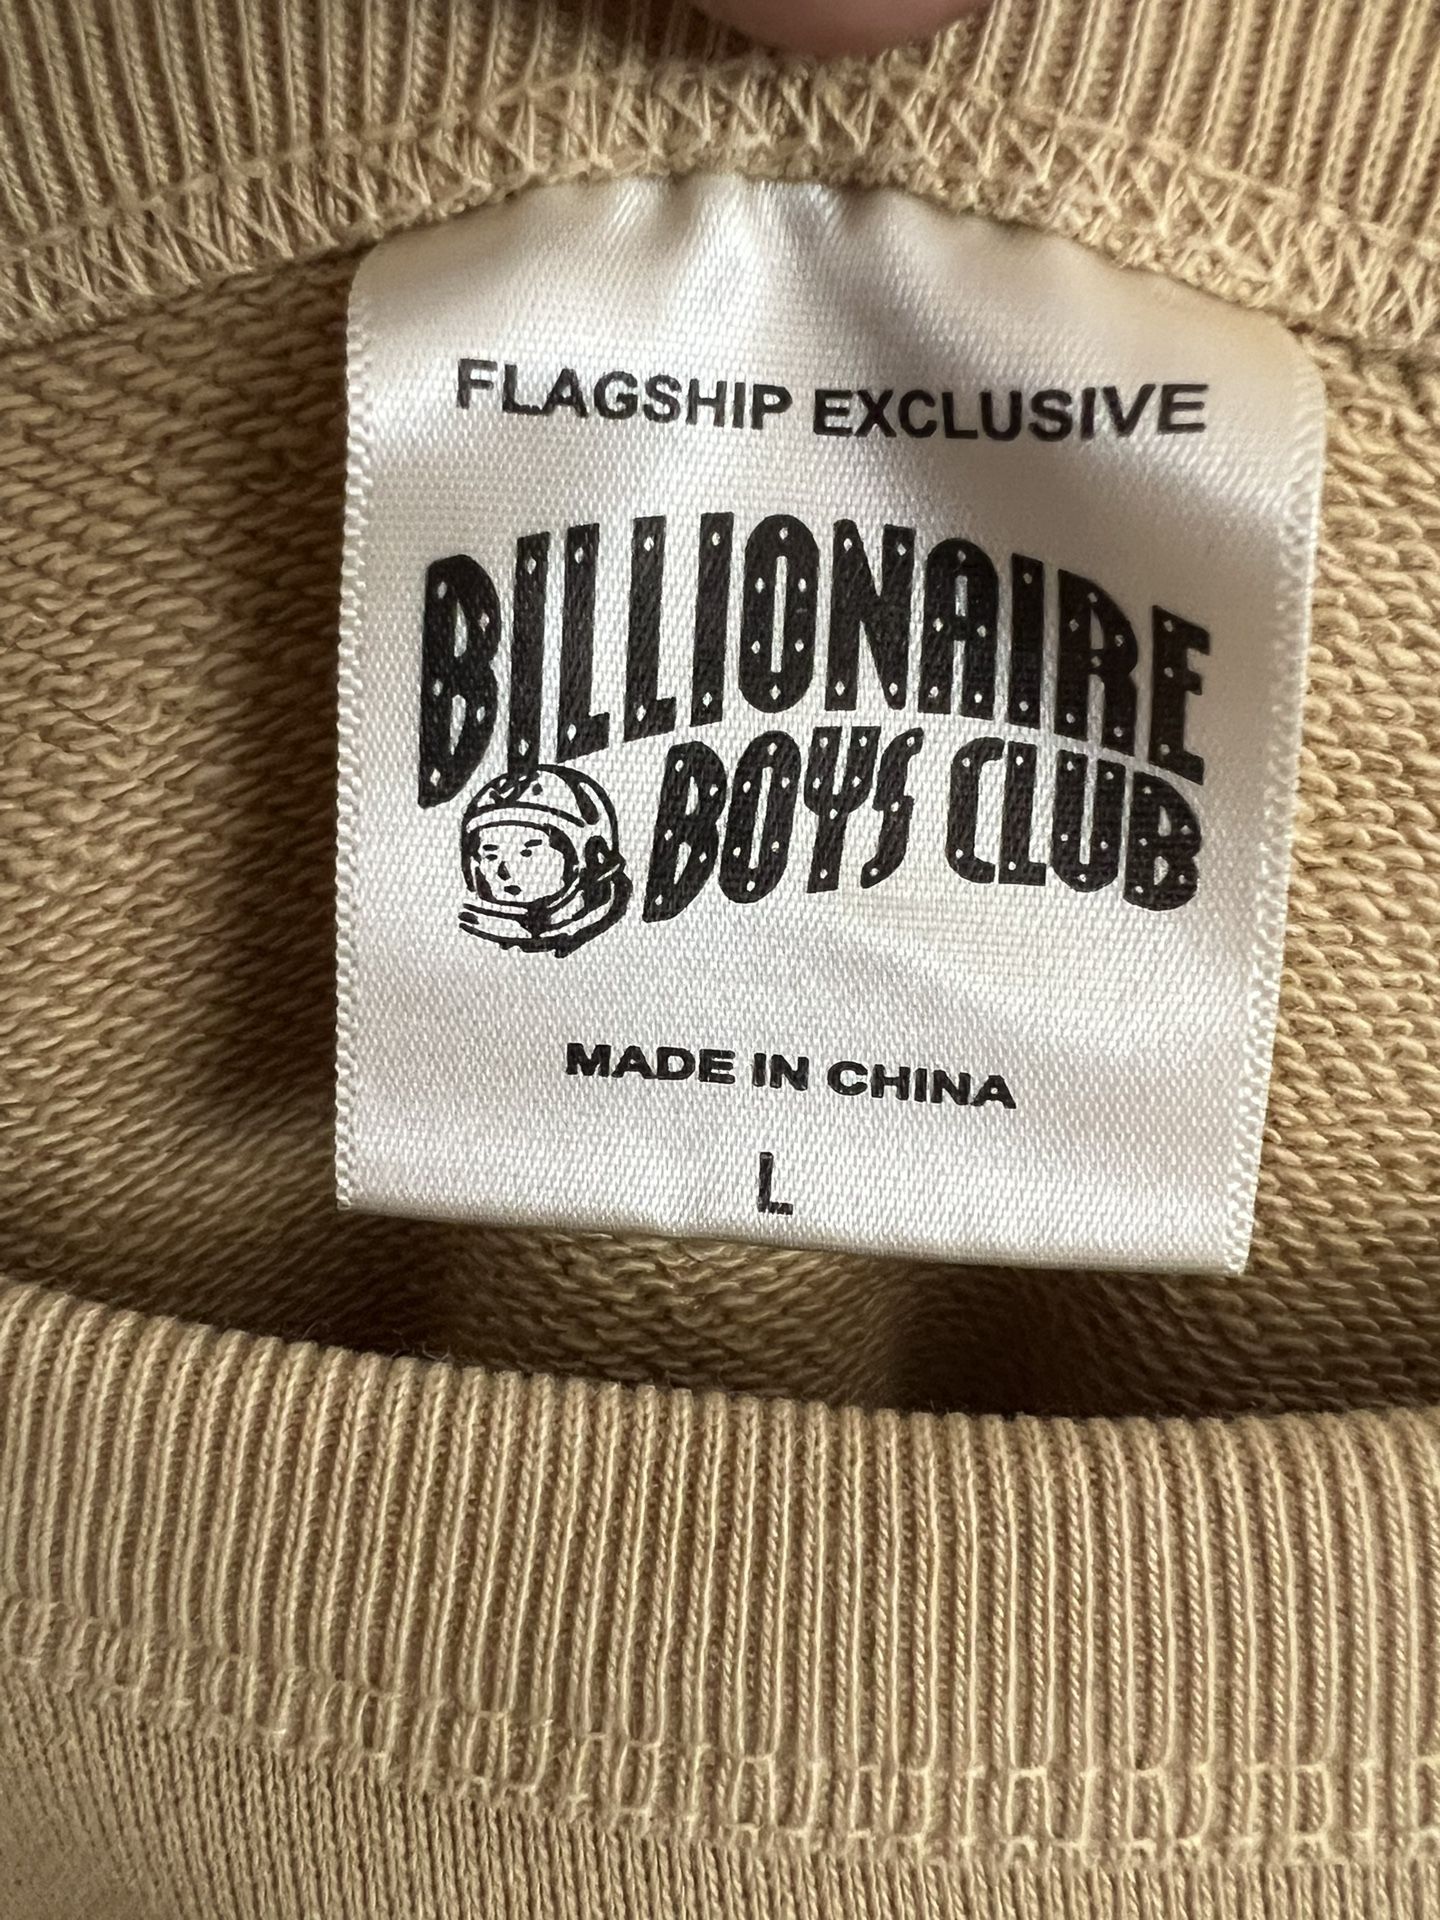 FLAGSHIP EXCLUSIVE
BILLIONAIRE
BOYS CLUB
MADE IN CHINA
L